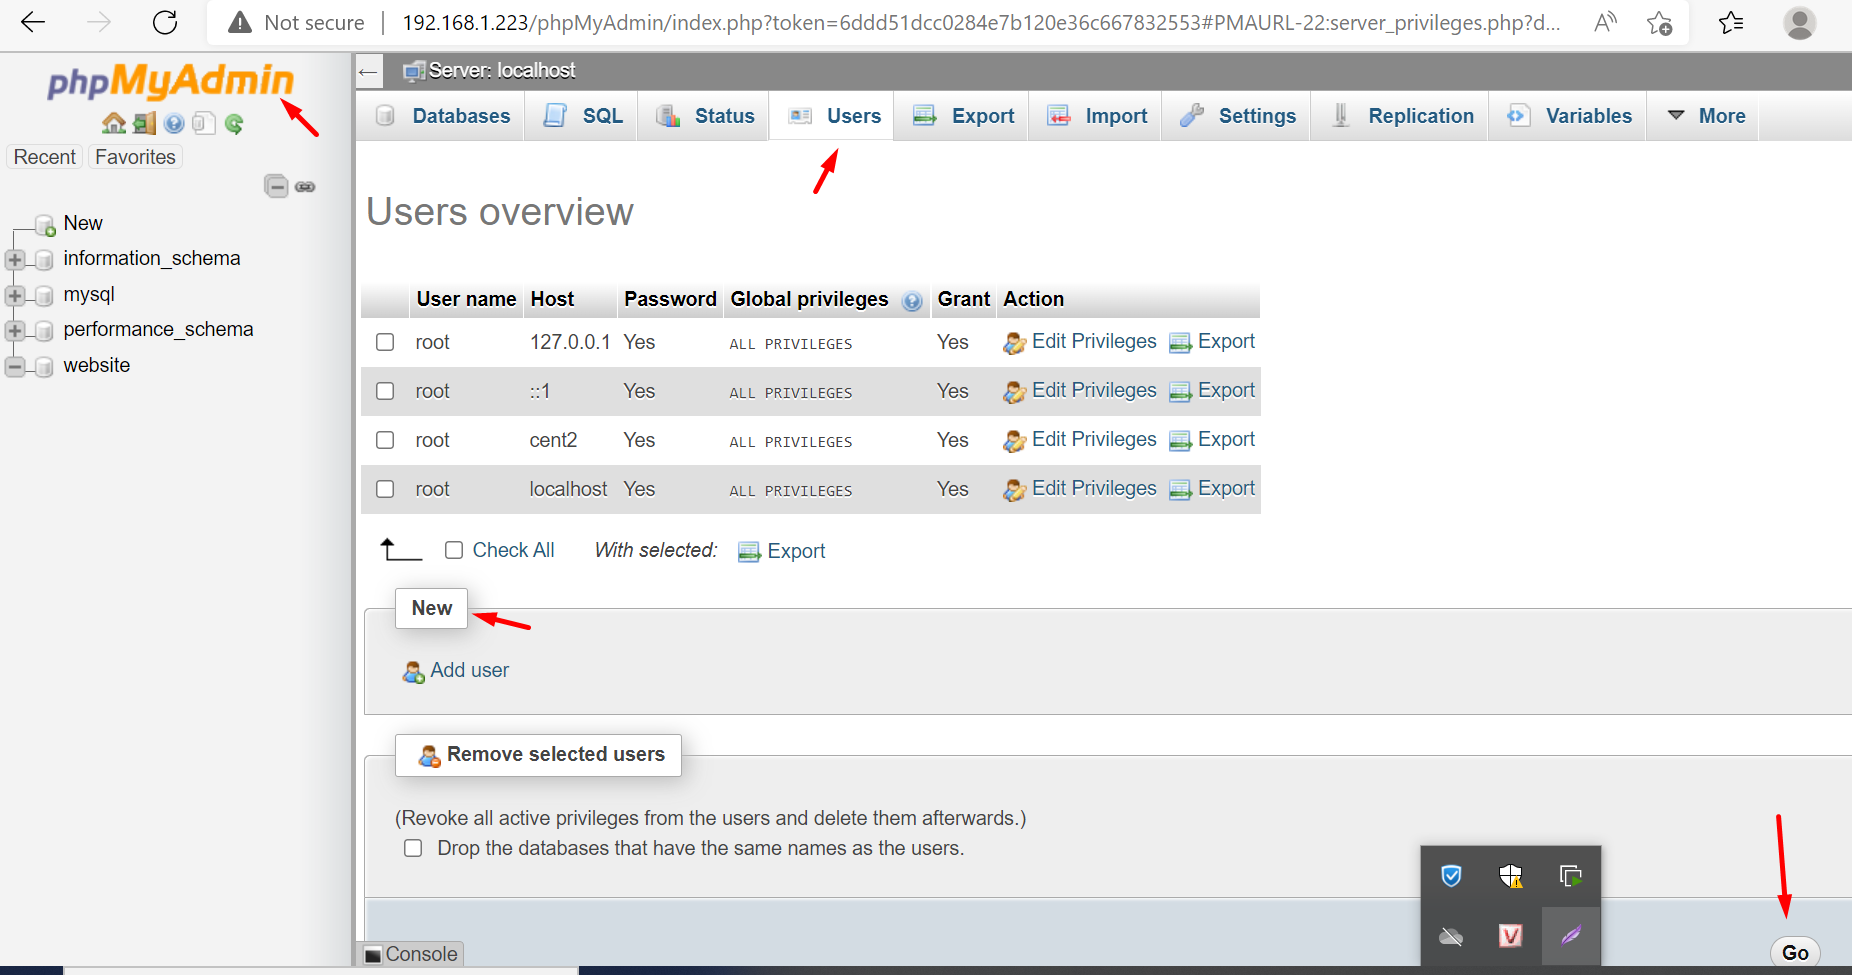 Not secure | 192.168.1.223/phpMyAdmin/index.php?token=6ddd51dcc0284e7b120e36c667832553#PMAURL-22:server_privileges.php?d...
phpMyAdmin
Recent Favorites
New
information_schema
mysql
performance_schema
website
Server: localhost
Databases SQL Status Users Export Import Settings Replication Variables More
Users overview
User name Host Password Global privileges Grant Action
root 127.0.0.1 Yes ALL PRIVILEGES Yes Edit Privileges Export
root ::1 Yes ALL PRIVILEGES Yes Edit Privileges Export
root cent2 Yes ALL PRIVILEGES Yes Edit Privileges Export
root localhost Yes ALL PRIVILEGES Yes Edit Privileges Export
Check All With selected: Export
New
Add user
Remove selected users
(Revoke all active privileges from the users and delete them afterwards.)
Drop the databases that have the same names as the users.
Go
Console